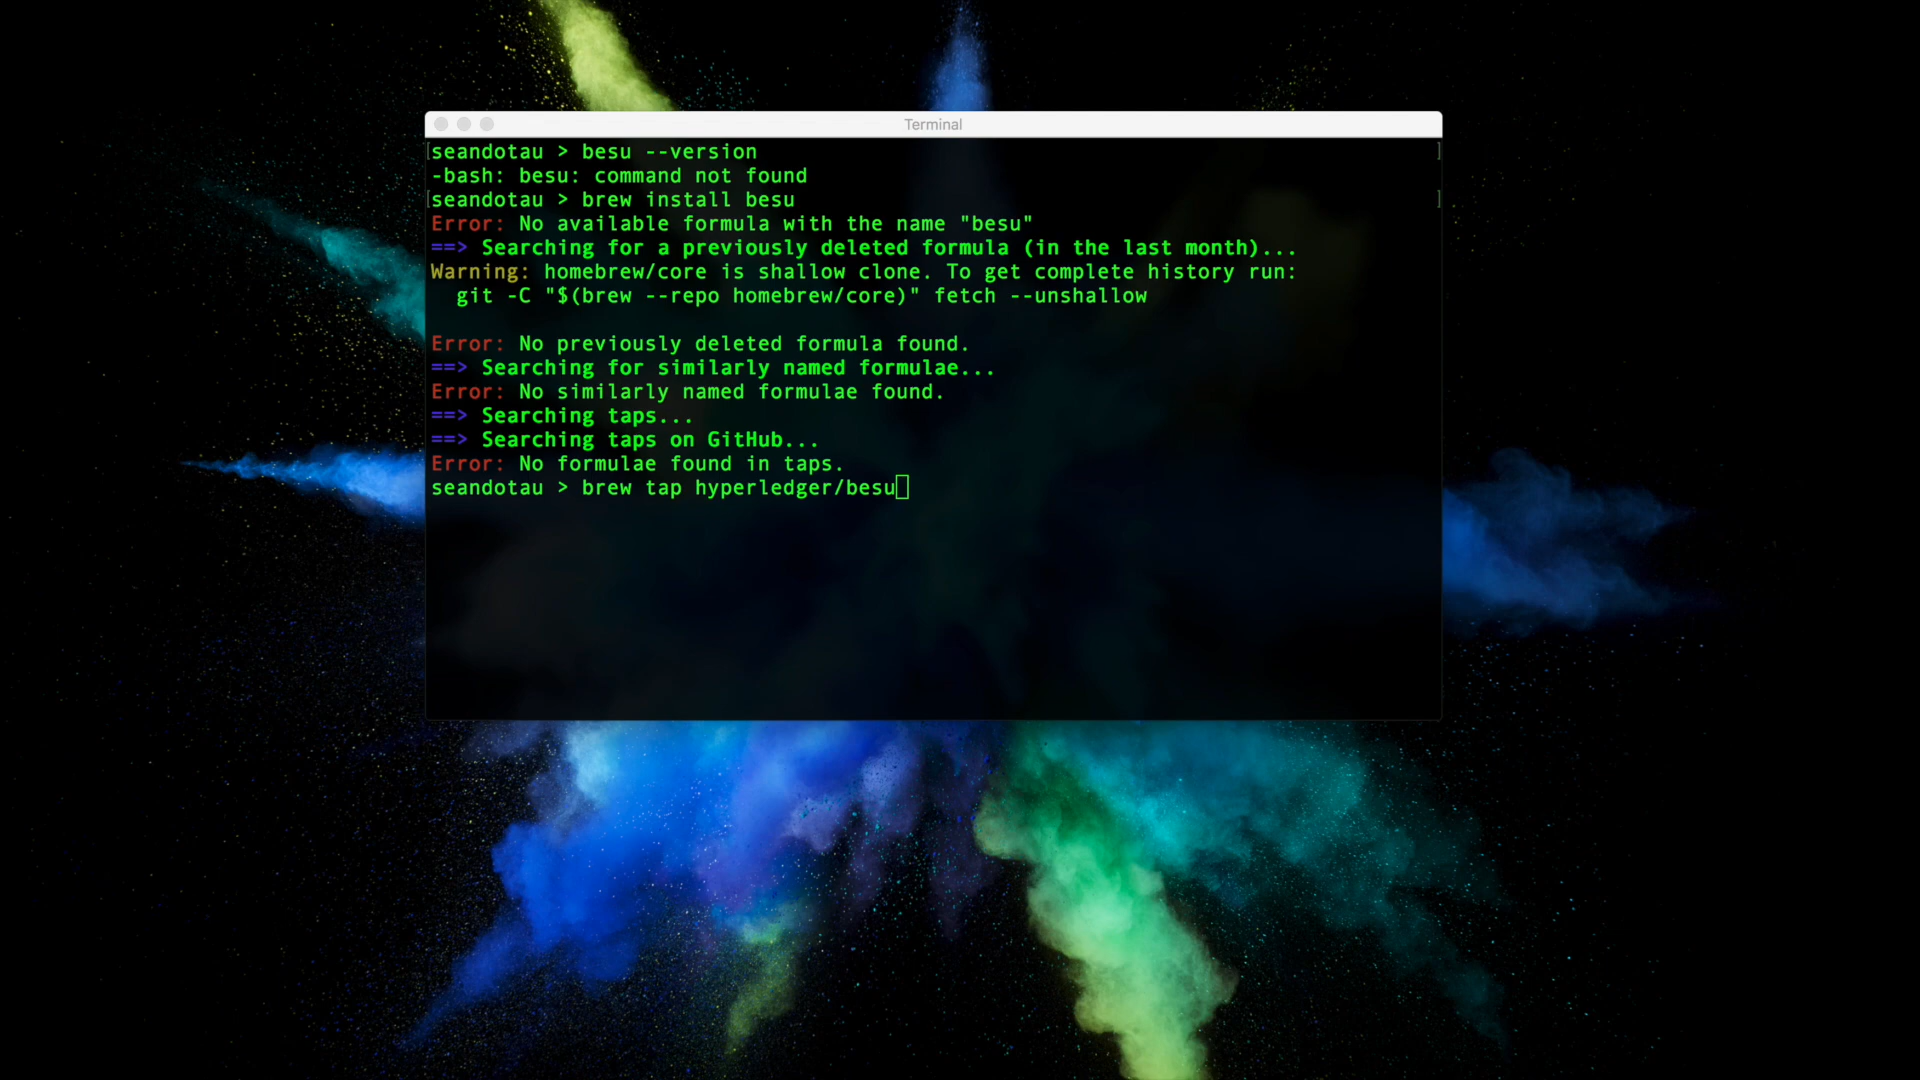 Terminal
[seandotau > besu --version ]
-bash: besu: command not found
[seandotau > brew install besu ]
Error: No available formula with the name "besu"
==> Searching for a previously deleted formula (in the last month)...
Warning: homebrew/core is shallow clone. To get complete history run:
  git -C "$(brew --repo homebrew/core)" fetch --unshallow

Error: No previously deleted formula found.
==> Searching for similarly named formulae...
Error: No similarly named formulae found.
==> Searching taps...
==> Searching taps on GitHub...
Error: No formulae found in taps.
seandotau > brew tap hyperledger/besu